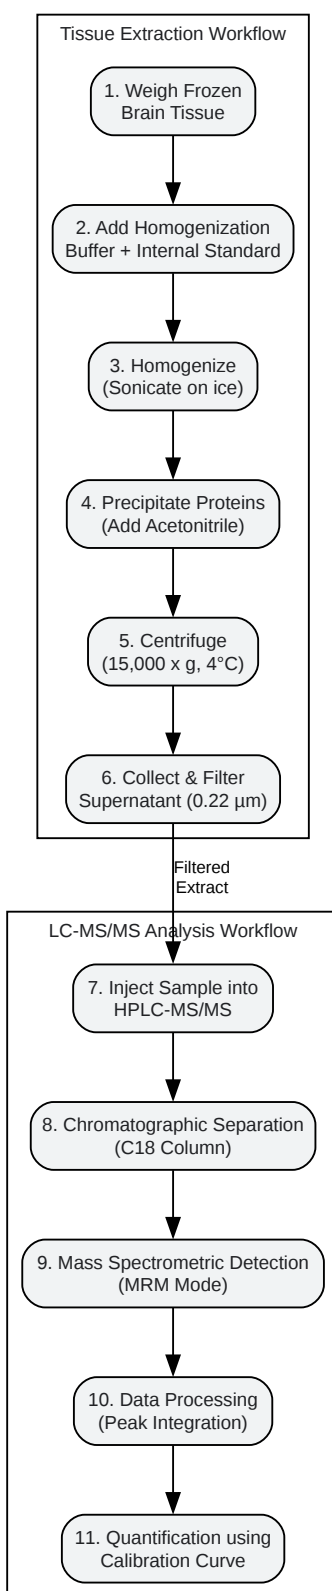 Tissue Extraction Workflow
1. Weigh Frozen
Brain Tissue
2. Add Homogenization
Buffer + Internal Standard
3. Homogenize
(Sonicate on ice)
4. Precipitate Proteins
(Add Acetonitrile)
5. Centrifuge
(15,000 x g, 4°C)
6. Collect & Filter
Supernatant (0.22 µm)
Filtered
Extract
LC-MS/MS Analysis Workflow
7. Inject Sample into
HPLC-MS/MS
8. Chromatographic Separation
(C18 Column)
9. Mass Spectrometric Detection
(MRM Mode)
10. Data Processing
(Peak Integration)
11. Quantification using
Calibration Curve